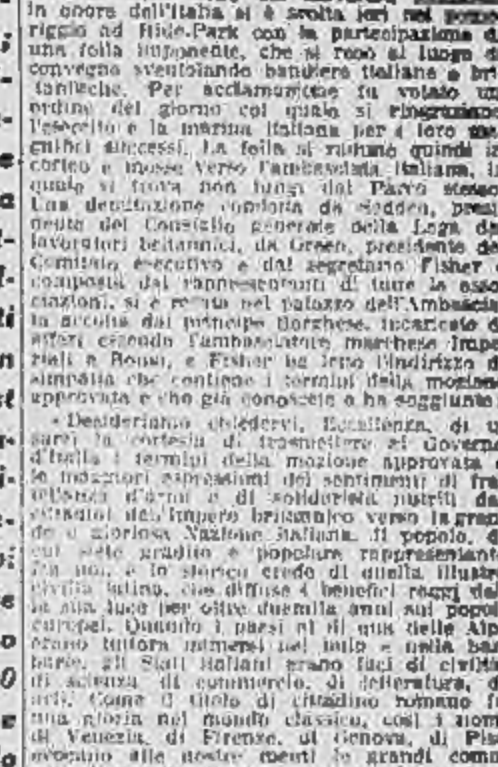 in onore dell'Italia si è svolta ieri nel pome-
riggio ad Hide-Park con la partecipazione d
una folla imponente, che si recò al luogo d
convegno sventolando bandiere italiane e bri
tanniche. Per acclamazione fu votato un
ordine del giorno col quale si ringraziano
l'esercito e la marina italiana per i loro
successi. La folla si riunì quindi in
corteo e mosse verso l'ambasciata italiana, la
quale si trova non lungi dal Parco stesso.
Una deputazione condotta da Seddon, presi
dente del Consiglio generale della Lega dei
lavoratori britannici, da Green, presidente del
Comitato esecutivo e dal segretario Fisher e
composta dai rappresentanti di tutte le asso
ciazioni, si è recata nel palazzo dell'Ambascia
ta accolta dal principe Borghese, incaricato d
affari essendo l'ambasciatore marchese Impe
riali a Roma, e Fisher ha letto l'indirizzo di
simpatia che contiene i termini della mozione
approvata e che già conoscete e ha soggiunto:
« Desideriamo chiedervi, Eccellenza, di u
sarci la cortesia di trasmettere al Governo
d'Italia i termini della mozione approvata e
le maggiori espressioni dei sentimenti di fra
tellanza d'armi e di solidarietà nutriti dai
cittadini dell'Impero britannico verso la gran
de e gloriosa Nazione italiana. Il popolo, di
cui siete gradito e popolare rappresentante
fra noi, è lo storico erede di quella illustre
civiltà latina, che diffuse i benefici raggi del
la sua luce per oltre duemila anni sui popoli
europei. Quando i paesi al di qua delle Alpi
erano tuttora immersi nel buio e nella bar
barie, gli Stati italiani erano fari di civiltà
di scienza, di commercio, di letteratura, di
arti. Come il titolo di cittadino romano fu
una gloria nel mondo classico, così i nomi
di Venezia, di Firenze, di Genova, di Pisa
evocano alle nostre menti le grandi com